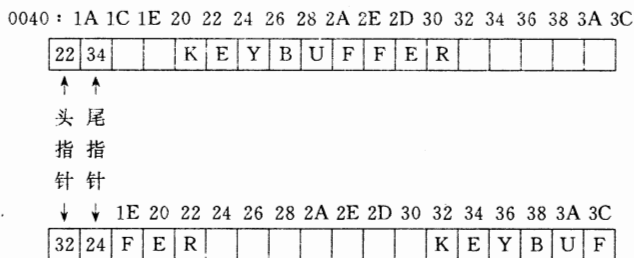 0040：1A 1C 1E 20 22 24 26 28 2A 2E 2D 30 32 34 36 38 3A 3C
22 34 K E Y B U F F E R
头 尾
指 指
针 针
1E 20 22 24 26 28 2A 2E 2D 30 32 34 36 38 3A 3C
32 24 F E R K E Y B U F